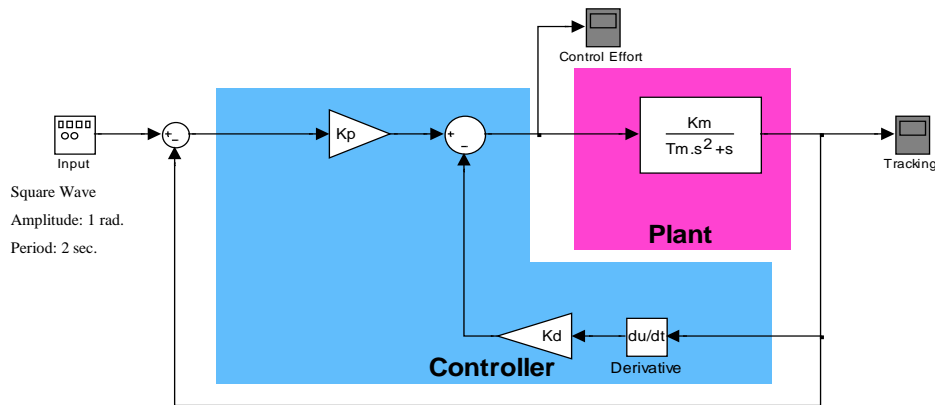 Control Effort
+
−
Kp
+
−
Km
Tm.s²+s
Input
Tracking
Square Wave
Amplitude: 1 rad.
Period: 2 sec.
Plant
Kd
du/dt
Derivative
Controller